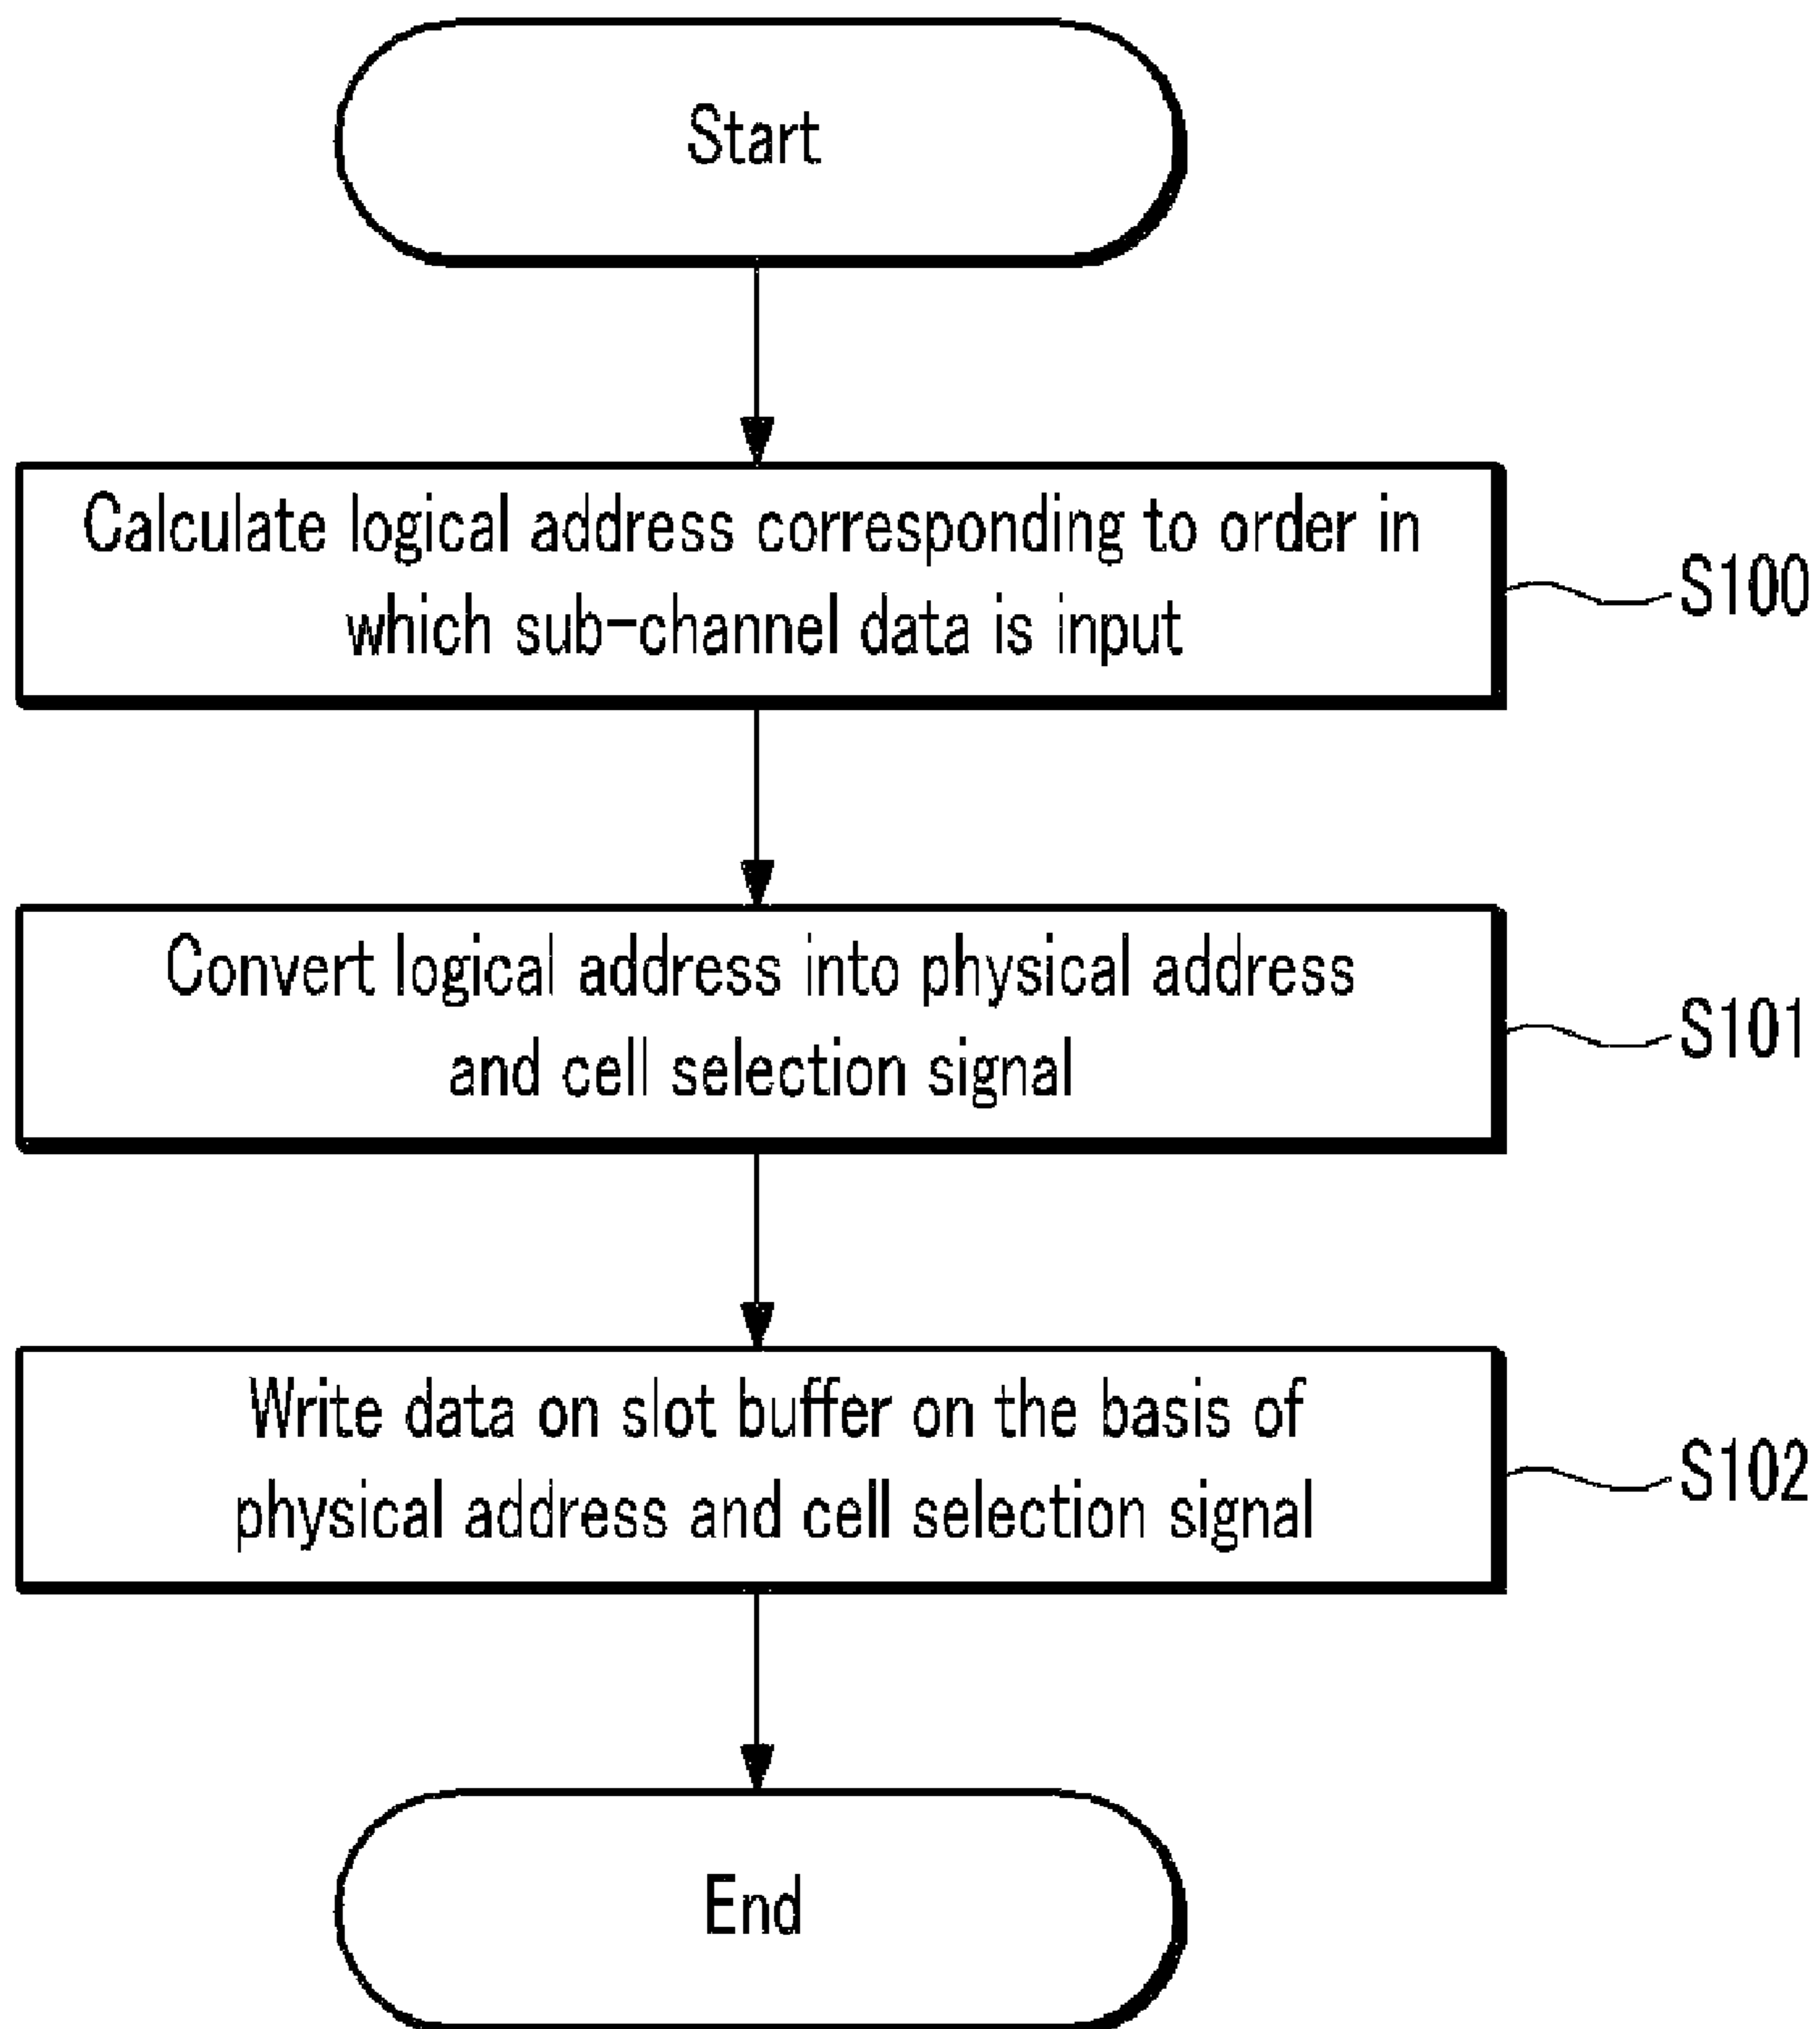 Start
Calculate logical address corresponding to order in
which sub-channel data is input
S100
Convert logical address into physical address
and cell selection signal
S101
Write data on slot buffer on the basis of
physical address and cell selection signal
S102
End